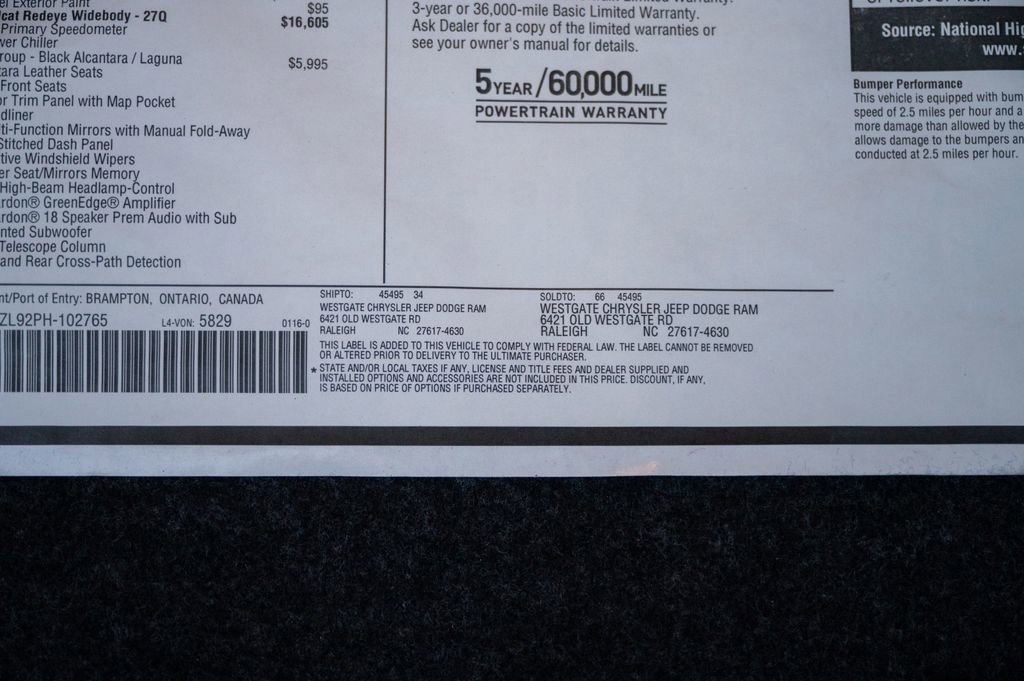 el Exterior Paint $95
lcat Redeye Widebody - 27Q $16,605
Primary Speedometer
wer Chiller
roup - Black Alcantara / Laguna $5,995
tara Leather Seats
Front Seats
or Trim Panel with Map Pocket
dliner
lti-Function Mirrors with Manual Fold-Away
Stitched Dash Panel
tive Windshield Wipers
er Seat/Mirrors Memory
High-Beam Headlamp-Control
rdon® GreenEdge® Amplifier
rdon® 18 Speaker Prem Audio with Sub
nted Subwoofer
Telescope Column
and Rear Cross-Path Detection
3-year or 36,000-mile Basic Limited Warranty.
Ask Dealer for a copy of the limited warranties or
see your owner's manual for details.
5YEAR/60,000MILE
POWERTRAIN WARRANTY
Source: National Hig
www.
Bumper Performance
This vehicle is equipped with bum
speed of 2.5 miles per hour and a
more damage than allowed by the
allows damage to the bumpers an
conducted at 2.5 miles per hour.
nt/Port of Entry: BRAMPTON, ONTARIO, CANADA
ZL92PH-102765 L4-VON: 5829 0116-0
SHIPTO: 45495 34
WESTGATE CHRYSLER JEEP DODGE RAM
6421 OLD WESTGATE RD
RALEIGH NC 27617-4630
SOLDTO: 66 45495
WESTGATE CHRYSLER JEEP DODGE RAM
6421 OLD WESTGATE RD
RALEIGH NC 27617-4630
THIS LABEL IS ADDED TO THIS VEHICLE TO COMPLY WITH FEDERAL LAW. THE LABEL CANNOT BE REMOVED
OR ALTERED PRIOR TO DELIVERY TO THE ULTIMATE PURCHASER.
* STATE AND/OR LOCAL TAXES IF ANY, LICENSE AND TITLE FEES AND DEALER SUPPLIED AND
INSTALLED OPTIONS AND ACCESSORIES ARE NOT INCLUDED IN THIS PRICE. DISCOUNT, IF ANY,
IS BASED ON PRICE OF OPTIONS IF PURCHASED SEPARATELY.